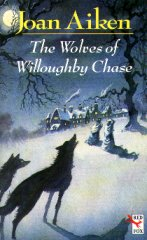 Joan Aiken
The Wolves of
Willoughby Chase
RED
FOX